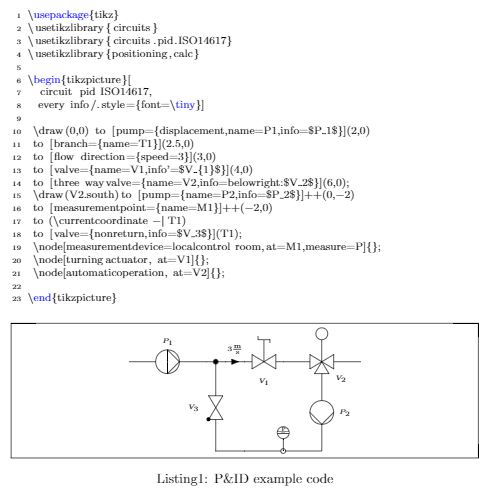 1 \usepackage{tikz}
2 \usetikzlibrary{circuits}
3 \usetikzlibrary{circuits.pid.ISO14617}
4 \usetikzlibrary{positioning,calc}
5
6 \begin{tikzpicture}[
7 circuit pid ISO14617,
8 every info/.style={font=\tiny}]
9
10 \draw(0,0) to [pump={displacement,name=P1,info=$P_1$}](2,0)
11 to [branch={name=T1}](2.5,0)
12 to [flow direction={speed=3}](3,0)
13 to [valve={name=V1,info'=$V_{1}$}](4,0)
14 to [three way valve={name=V2,info=belowright:$V_2$}](6,0);
15 \draw(V2.south) to [pump={name=P2,info=$P_2$}]++(0,−2)
16 to [measurementpoint={name=M1}]++(−2,0)
17 to (\currentcoordinate −| T1)
18 to [valve={nonreturn,info=$V_3$}](T1);
19 \node[measurementdevice=localcontrol room, at=M1,measure=P]{};
20 \node[turning actuator, at=V1]{};
21 \node[automaticoperation, at=V2]{};
22
23 \end{tikzpicture}
P1
3 m/s
V1
V2
V3
P2
P
Listing1: P&ID example code